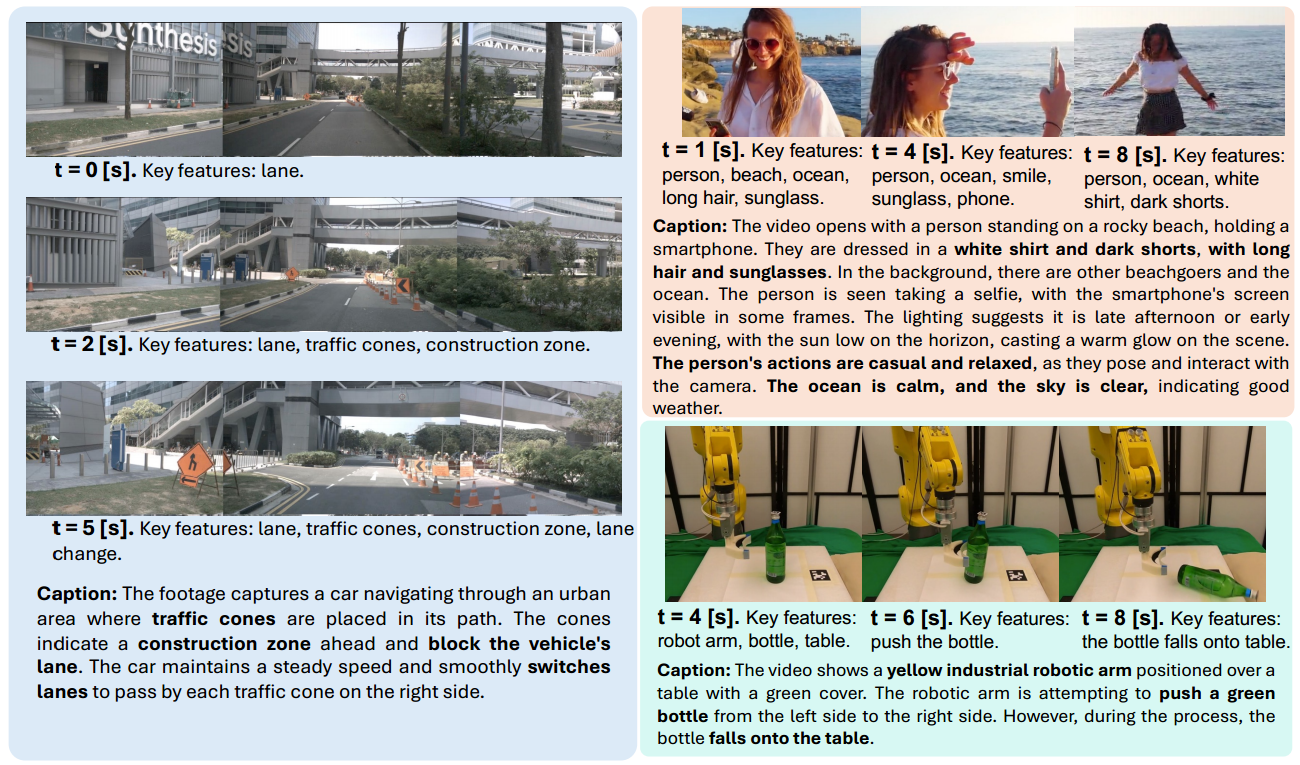 Synthesis
sis
t = 0 [s]. Key features: lane.
t = 2 [s]. Key features: lane, traffic cones, construction zone.
t = 5 [s]. Key features: lane, traffic cones, construction zone, lane
change.
Caption: The footage captures a car navigating through an urban
area where traffic cones are placed in its path. The cones
indicate a construction zone ahead and block the vehicle's
lane. The car maintains a steady speed and smoothly switches
lanes to pass by each traffic cone on the right side.
t = 1 [s]. Key features:
person, beach, ocean,
long hair, sunglass.
t = 4 [s]. Key features:
person, ocean, smile,
sunglass, phone.
t = 8 [s]. Key features:
person, ocean, white
shirt, dark shorts.
Caption: The video opens with a person standing on a rocky beach, holding a
smartphone. They are dressed in a white shirt and dark shorts, with long
hair and sunglasses. In the background, there are other beachgoers and the
ocean. The person is seen taking a selfie, with the smartphone's screen
visible in some frames. The lighting suggests it is late afternoon or early
evening, with the sun low on the horizon, casting a warm glow on the scene.
The person's actions are casual and relaxed, as they pose and interact with
the camera. The ocean is calm, and the sky is clear, indicating good
weather.
t = 4 [s]. Key features:
robot arm, bottle, table.
t = 6 [s]. Key features:
push the bottle.
t = 8 [s]. Key features:
the bottle falls onto table.
Caption: The video shows a yellow industrial robotic arm positioned over a
table with a green cover. The robotic arm is attempting to push a green
bottle from the left side to the right side. However, during the process, the
bottle falls onto the table.